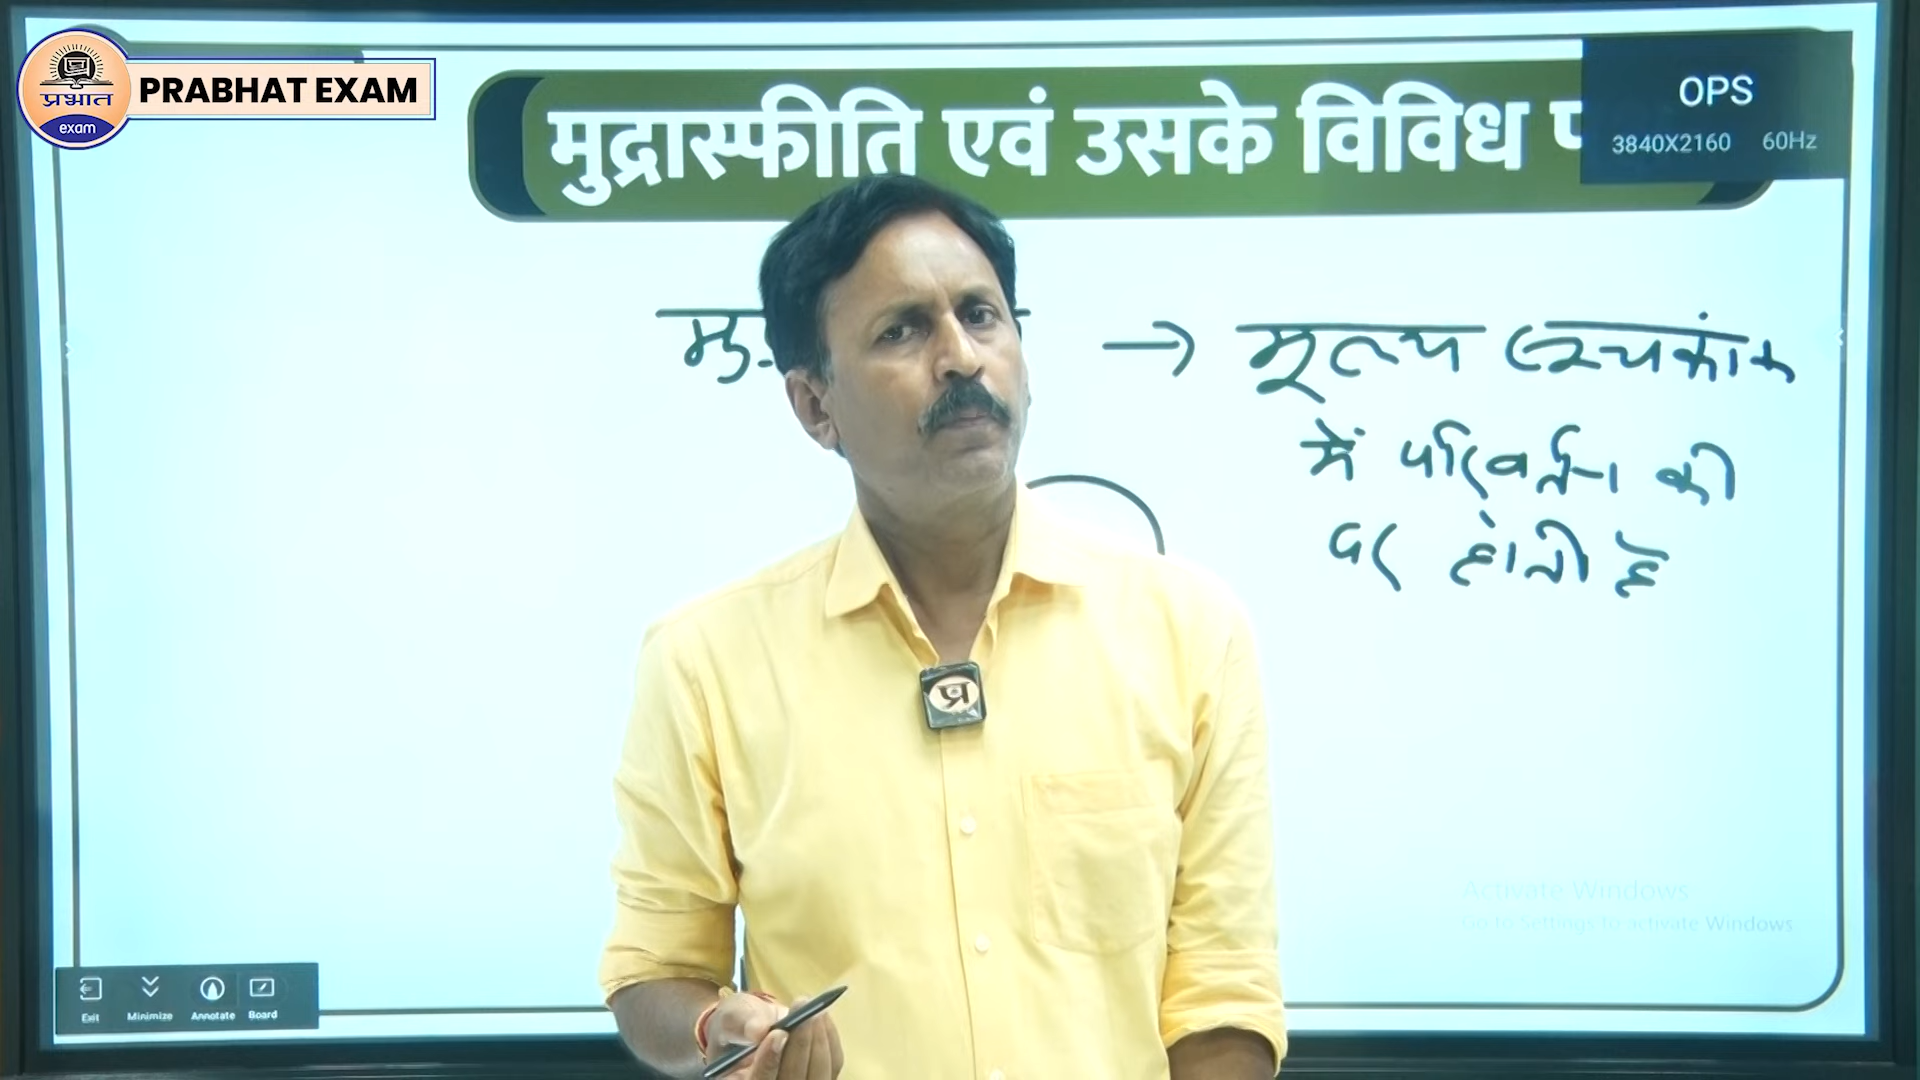 प्रभात
exam
PRABHAT EXAM
मुद्रास्फीति एवं उसके विविध
OPS
3840X2160 60Hz
→ मूल्य सूचकांक
में परिवर्तन की
दर होती है
प्र
Activate Windows
Go to Settings to activate Windows
Exit Minimize Annotate Board